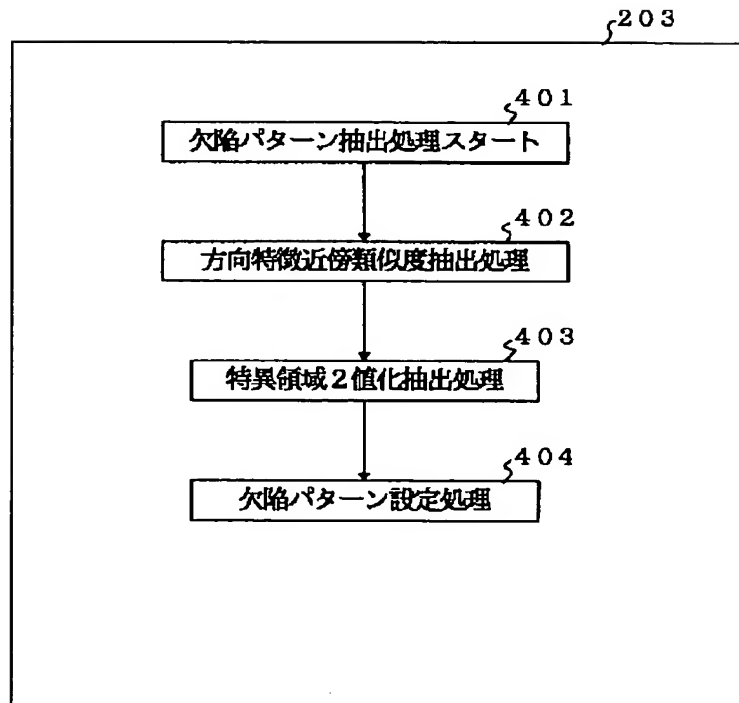 203
401
欠陥パターン抽出処理スタート
402
方向特徴近傍類似度抽出処理
403
特異領域2値化抽出処理
404
欠陥パターン設定処理